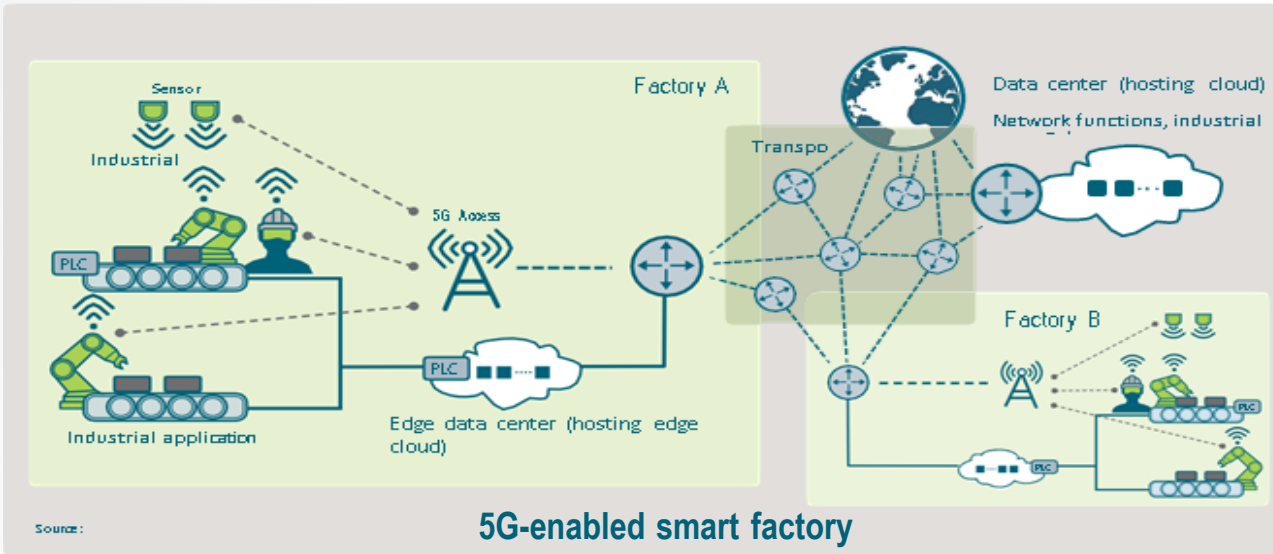 Sensor
Factory A
Data center (hosting cloud)
Network functions, industrial
Transpo
Industrial
5G Access
PLC
Factory B
PLC
PLC
Edge data center (hosting edge
cloud)
Industrial application
PLC
Source:
5G-enabled smart factory